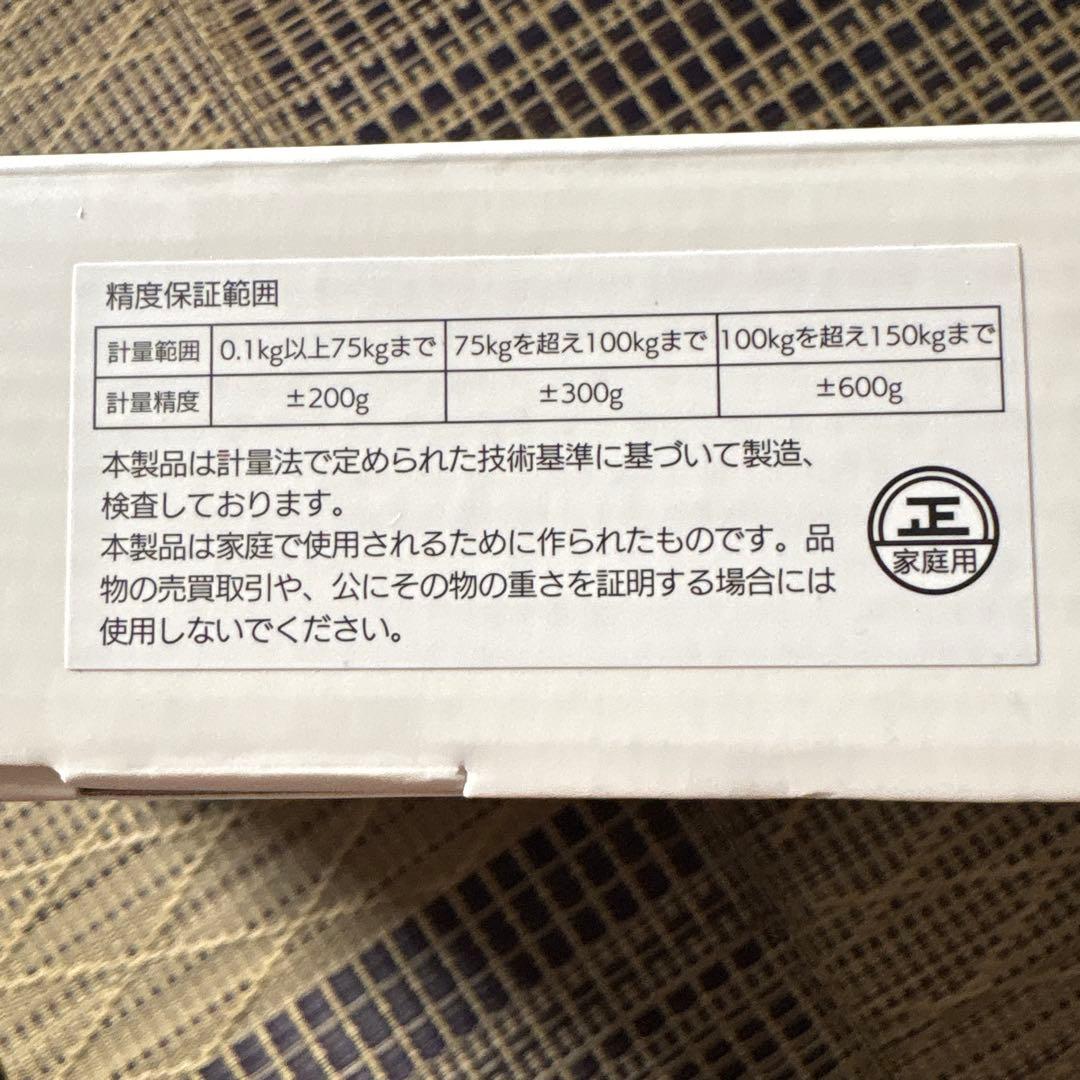 精度保証範囲
計量範囲 0.1kg以上75kgまで 75kgを超え100kgまで 100kgを超え150kgまで
計量精度 ±200g ±300g ±600g
本製品は計量法で定められた技術基準に基づいて製造、
検査しております。
本製品は家庭で使用されるために作られたものです。品
物の売買取引や、公にその物の重さを証明する場合には
使用しないでください。
正
家庭用